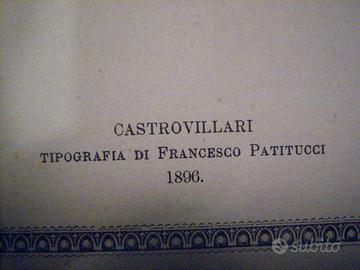 CASTROVILLARI
TIPOGRAFIA DI FRANCESCO PATITUCCI
1896.
subito